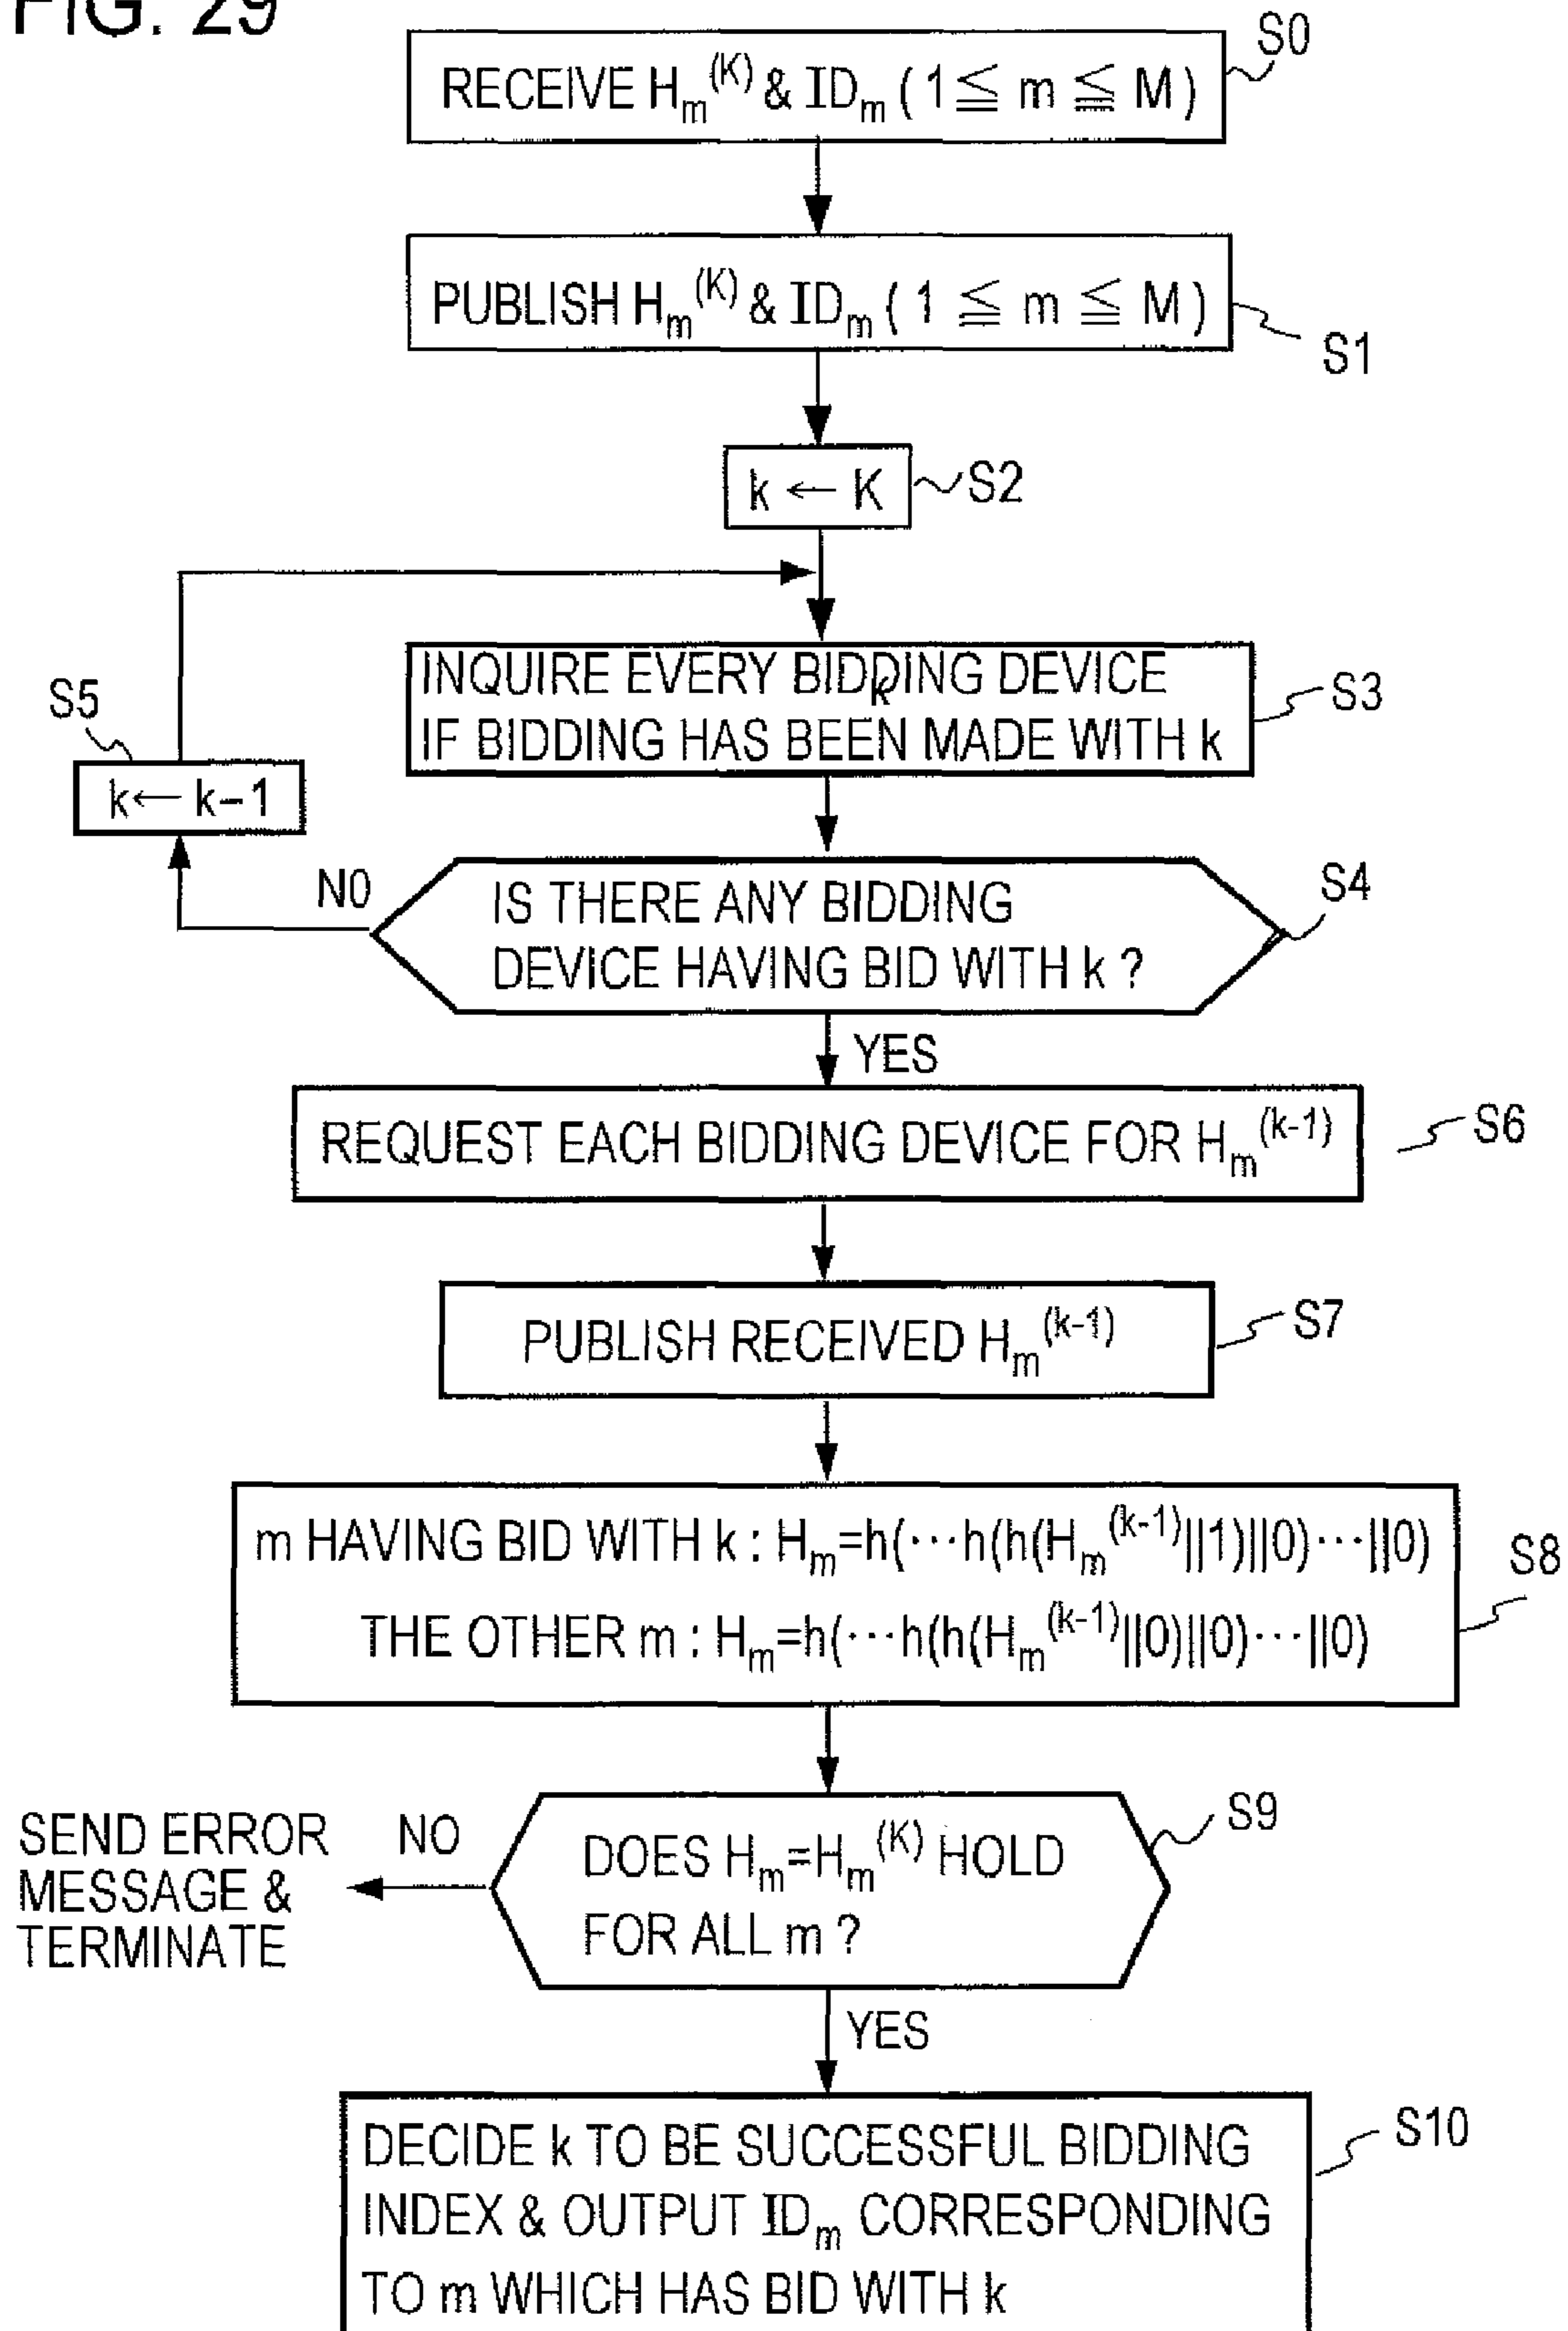 FIG. 29
S0
RECEIVE Hₘ⁽ᴷ⁾ & IDₘ ( 1 ≦ m ≦ M )
PUBLISH Hₘ⁽ᴷ⁾ & IDₘ ( 1 ≦ m ≦ M )
S1
k ← K
S2
INQUIRE EVERY BIDDING DEVICE
k
IF BIDDING HAS BEEN MADE WITH k
S3
S5
k ← k-1
NO
IS THERE ANY BIDDING
DEVICE HAVING BID WITH k ?
S4
YES
REQUEST EACH BIDDING DEVICE FOR Hₘ⁽ᵏ⁻¹⁾
S6
PUBLISH RECEIVED Hₘ⁽ᵏ⁻¹⁾
S7
m HAVING BID WITH k : Hₘ=h(⋯h(h(Hₘ⁽ᵏ⁻¹⁾||1)||0)⋯||0)
THE OTHER m : Hₘ=h(⋯h(h(Hₘ⁽ᵏ⁻¹⁾||0)||0)⋯||0)
S8
DOES Hₘ=Hₘ⁽ᴷ⁾ HOLD
FOR ALL m ?
S9
NO
SEND ERROR
MESSAGE &
TERMINATE
YES
DECIDE k TO BE SUCCESSFUL BIDDING
INDEX & OUTPUT IDₘ CORRESPONDING
TO m WHICH HAS BID WITH k
S10